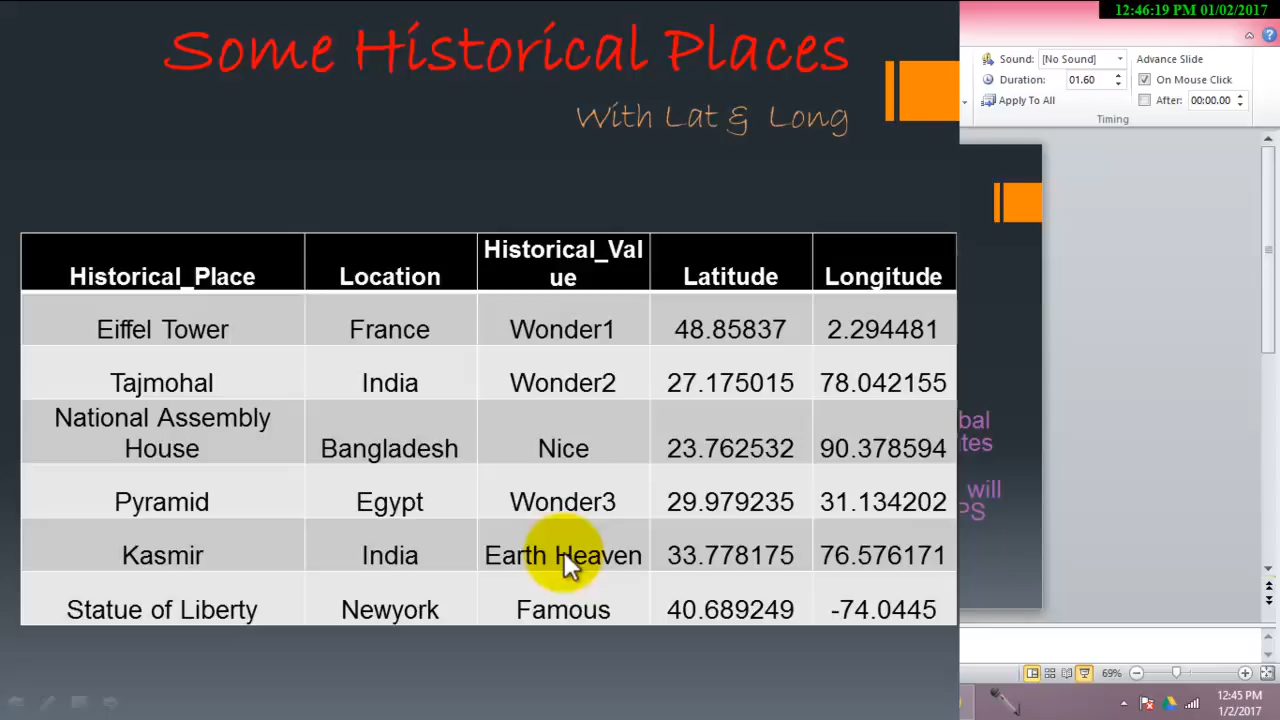 12:46:19 PM 01/02/2017
Some Historical Places
With Lat & Long
Sound: [No Sound] Advance Slide
Duration: 01.60 On Mouse Click
Apply To All After: 00:00.00
Timing
Historical_Place Location Historical_Val
ue Latitude Longitude
Eiffel Tower France Wonder1 48.85837 2.294481
Tajmohal India Wonder2 27.175015 78.042155
National Assembly
House Bangladesh Nice 23.762532 90.378594
Pyramid Egypt Wonder3 29.979235 31.134202
Kasmir India Earth Heaven 33.778175 76.576171
Statue of Liberty Newyork Famous 40.689249 -74.0445
bal
tes
will
PS
69%
12:45 PM
1/2/2017